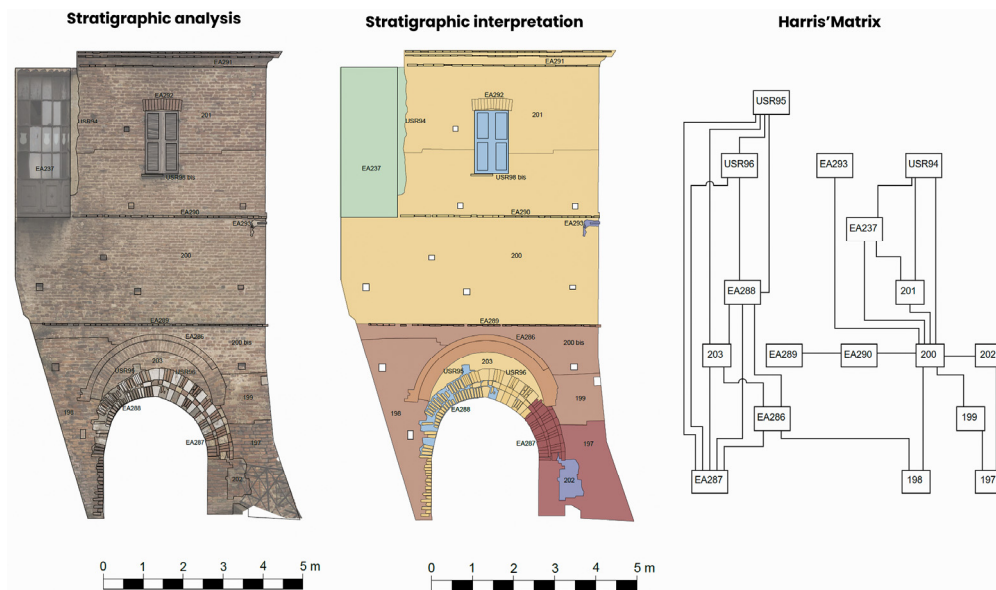 Stratigraphic analysis
Stratigraphic interpretation
Harris'Matrix
EA291
EA292
201
USR94
EA237
USR98 bis
EA290
EA293
200
EA289
EA286
200 bis
203
USR95
USR96
198
EA288
199
EA287
197
202
0 1 2 3 4 5 m
EA291
EA292
201
USR94
EA237
USR98 bis
EA290
EA293
200
EA289
EA286
200 bis
203
USR95
USR96
198
EA288
199
EA287
197
202
0 1 2 3 4 5 m
USR95
USR96
EA293
USR94
EA237
EA288
201
203
EA289
EA290
200
202
EA286
199
EA287
198
197